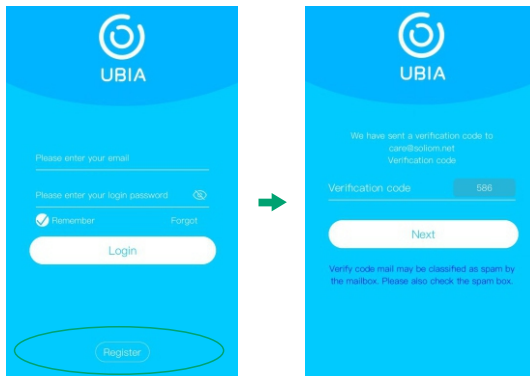 UBIA
Please enter your email
Please enter your login password
Remember
Forgot
Login
Register
UBIA
We have sent a verification code to
care@soliom.net
Verification code
Verification code
586
Next
Verify code mail may be classified as spam by
the mailbox. Please also check the spam box.